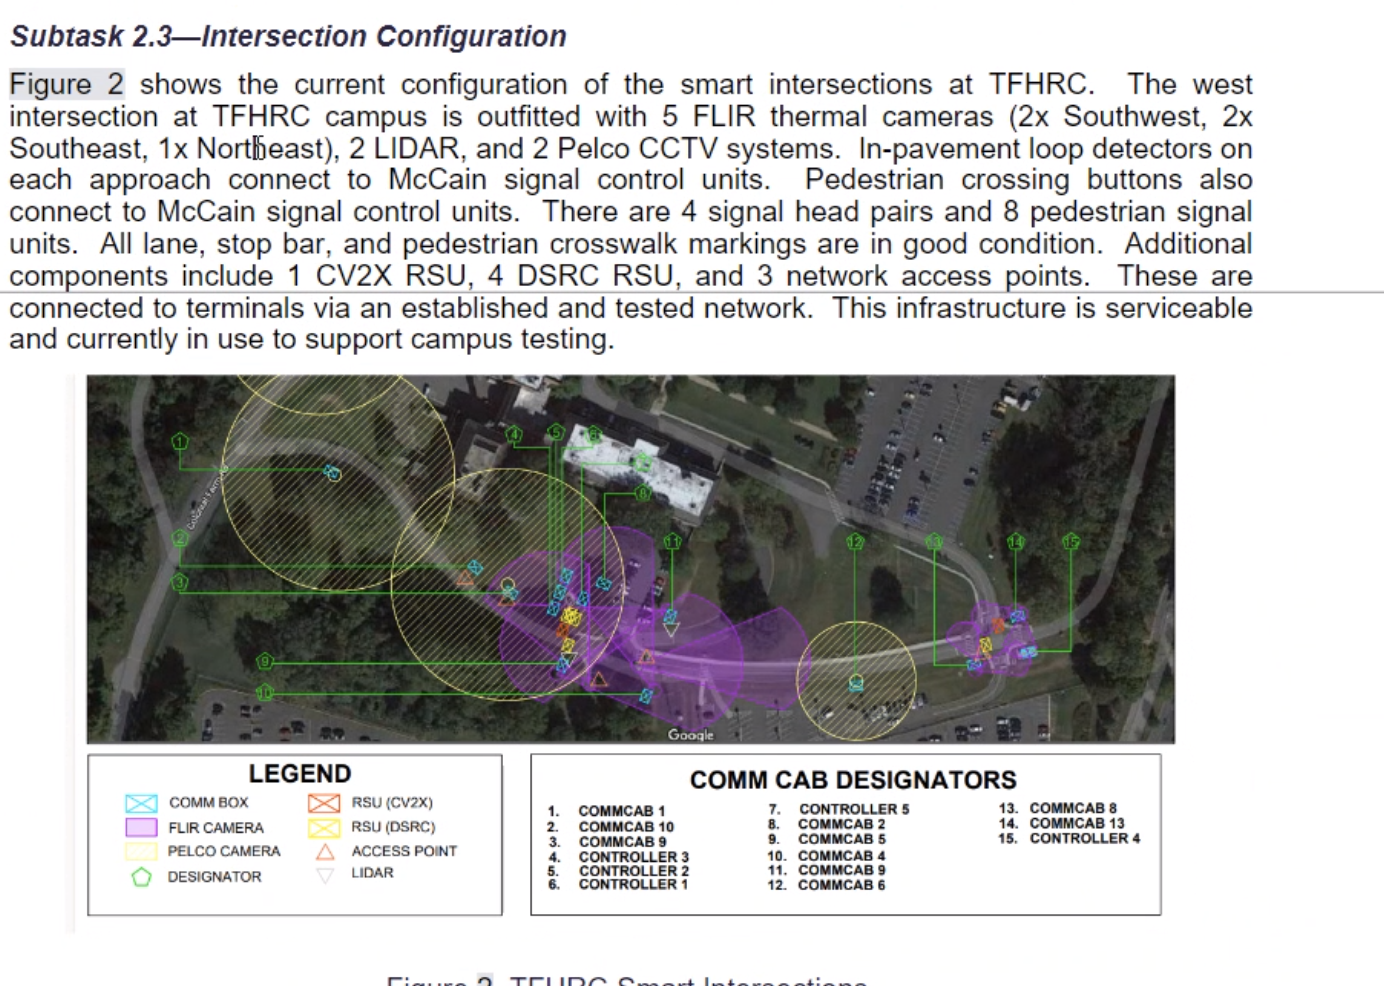 Subtask 2.3—Intersection Configuration
Figure 2 shows the current configuration of the smart intersections at TFHRC. The west
intersection at TFHRC campus is outfitted with 5 FLIR thermal cameras (2x Southwest, 2x
Southeast, 1x Northeast), 2 LIDAR, and 2 Pelco CCTV systems. In-pavement loop detectors on
each approach connect to McCain signal control units. Pedestrian crossing buttons also
connect to McCain signal control units. There are 4 signal head pairs and 8 pedestrian signal
units. All lane, stop bar, and pedestrian crosswalk markings are in good condition. Additional
components include 1 CV2X RSU, 4 DSRC RSU, and 3 network access points. These are
connected to terminals via an established and tested network. This infrastructure is serviceable
and currently in use to support campus testing.
1
4
5
6
8
2
3
11
12
13
14
15
9
10
Google
LEGEND
COMM BOX
FLIR CAMERA
PELCO CAMERA
DESIGNATOR
RSU (CV2X)
RSU (DSRC)
ACCESS POINT
LIDAR
COMM CAB DESIGNATORS
1. COMMCAB 1
2. COMMCAB 10
3. COMMCAB 9
4. CONTROLLER 3
5. CONTROLLER 2
6. CONTROLLER 1
7. CONTROLLER 5
8. COMMCAB 2
9. COMMCAB 5
10. COMMCAB 4
11. COMMCAB 9
12. COMMCAB 6
13. COMMCAB 8
14. COMMCAB 13
15. CONTROLLER 4
Figure 2. TFHRC Smart Intersections